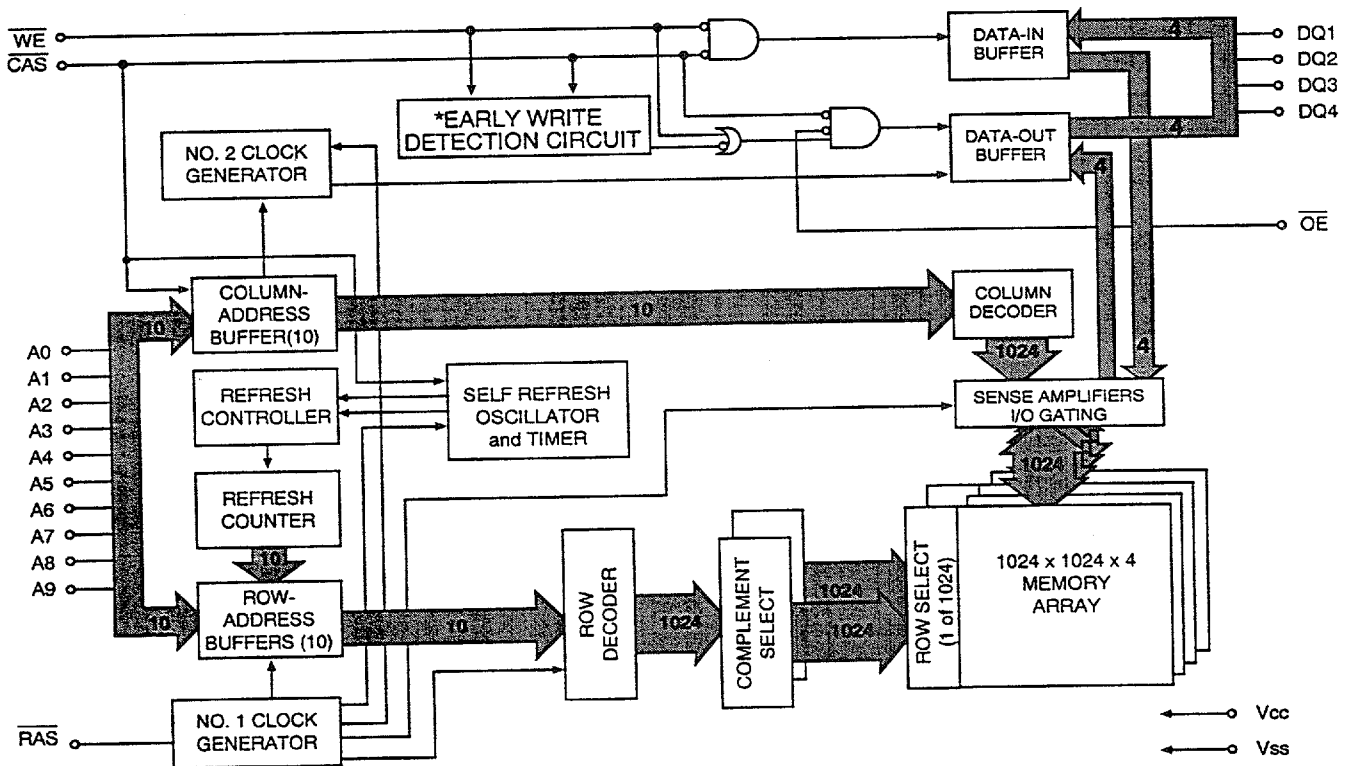 WE
CAS
*EARLY WRITE
DETECTION CIRCUIT
DATA-IN
BUFFER
4
DQ1
DQ2
DQ3
DQ4
NO. 2 CLOCK
GENERATOR
DATA-OUT
BUFFER
4
4
OE
COLUMN-
ADDRESS
BUFFER(10)
10
10
COLUMN
DECODER
1024
4
A0
A1
A2
A3
A4
A5
A6
A7
A8
A9
REFRESH
CONTROLLER
SELF REFRESH
OSCILLATOR
and TIMER
SENSE AMPLIFIERS
I/O GATING
1024
REFRESH
COUNTER
10
ROW-
ADDRESS
BUFFERS (10)
10
10
ROW
DECODER
1024
COMPLEMENT
SELECT
1024
1024
ROW SELECT
(1 of 1024)
1024 x 1024 x 4
MEMORY
ARRAY
RAS
NO. 1 CLOCK
GENERATOR
Vcc
Vss